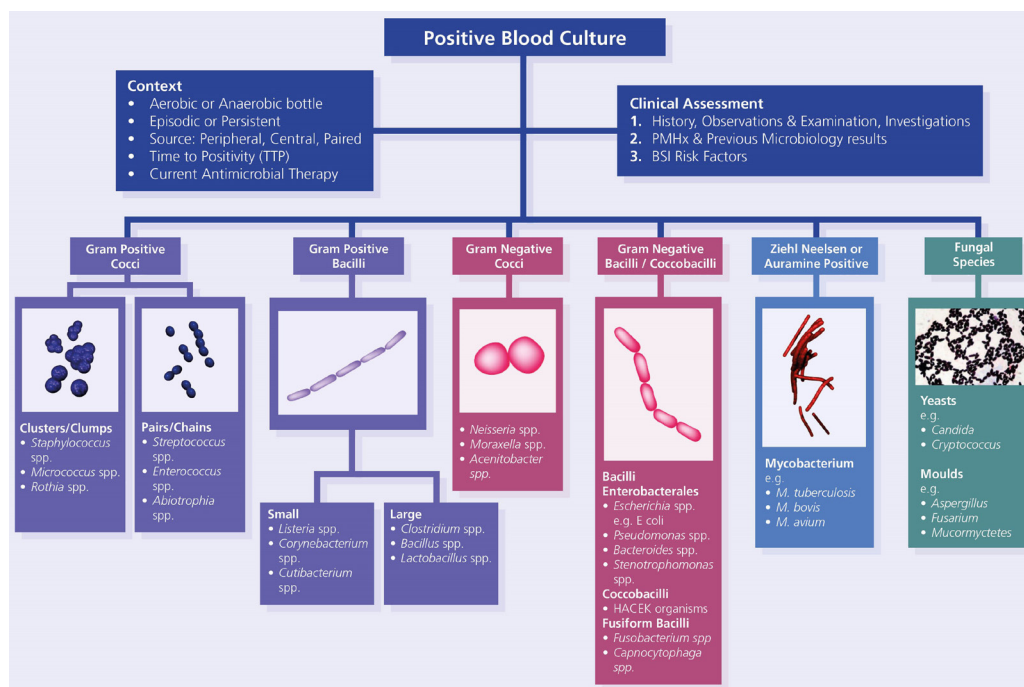 Positive Blood Culture
Context
• Aerobic or Anaerobic bottle
• Episodic or Persistent
• Source: Peripheral, Central, Paired
• Time to Positivity (TTP)
• Current Antimicrobial Therapy
Clinical Assessment
1. History, Observations & Examination, Investigations
2. PMHx & Previous Microbiology results
3. BSI Risk Factors
Gram Positive
Cocci
Clusters/Clumps
• Staphylococcus
spp.
• Micrococcus spp.
• Rothia spp.
Pairs/Chains
• Streptococcus
spp.
• Enterococcus
spp.
• Abiotrophia
spp.
Gram Positive
Bacilli
Small
• Listeria spp.
• Corynebacterium
spp.
• Cutibacterium
spp.
Large
• Clostridium spp.
• Bacillus spp.
• Lactobacillus spp.
Gram Negative
Cocci
• Neisseria spp.
• Moraxella spp.
• Acenitobacter
spp.
Gram Negative
Bacilli / Coccobacilli
Bacilli
Enterobacterales
• Escherichia spp.
e.g. E coli
• Pseudomonas spp.
• Bacteroides spp.
• Stenotrophomonas
spp.
Coccobacilli
• HACEK organisms
Fusiform Bacilli
• Fusobacterium spp
• Capnocytophaga
spp.
Ziehl Neelsen or
Auramine Positive
Mycobacterium
e.g.
• M. tuberculosis
• M. bovis
• M. avium
Fungal
Species
Yeasts
e.g.
• Candida
• Cryptococcus
Moulds
e.g.
• Aspergillus
• Fusarium
• Mucormyctetes